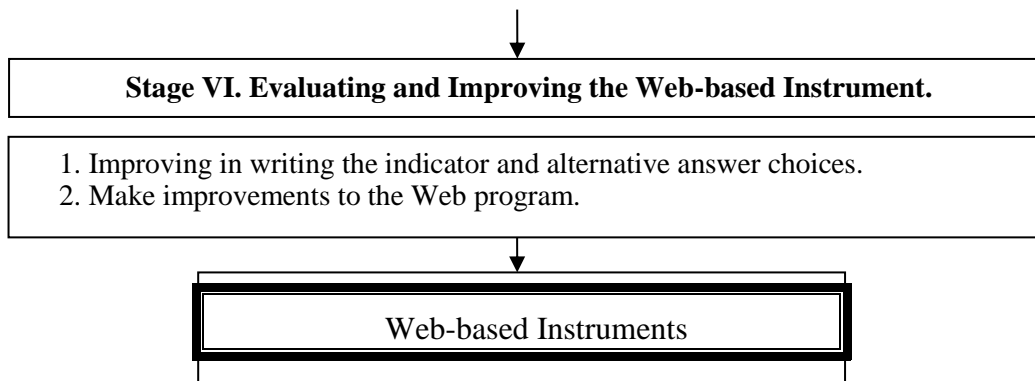 Stage VI. Evaluating and Improving the Web-based Instrument.
1. Improving in writing the indicator and alternative answer choices.
2. Make improvements to the Web program.
Web-based Instruments